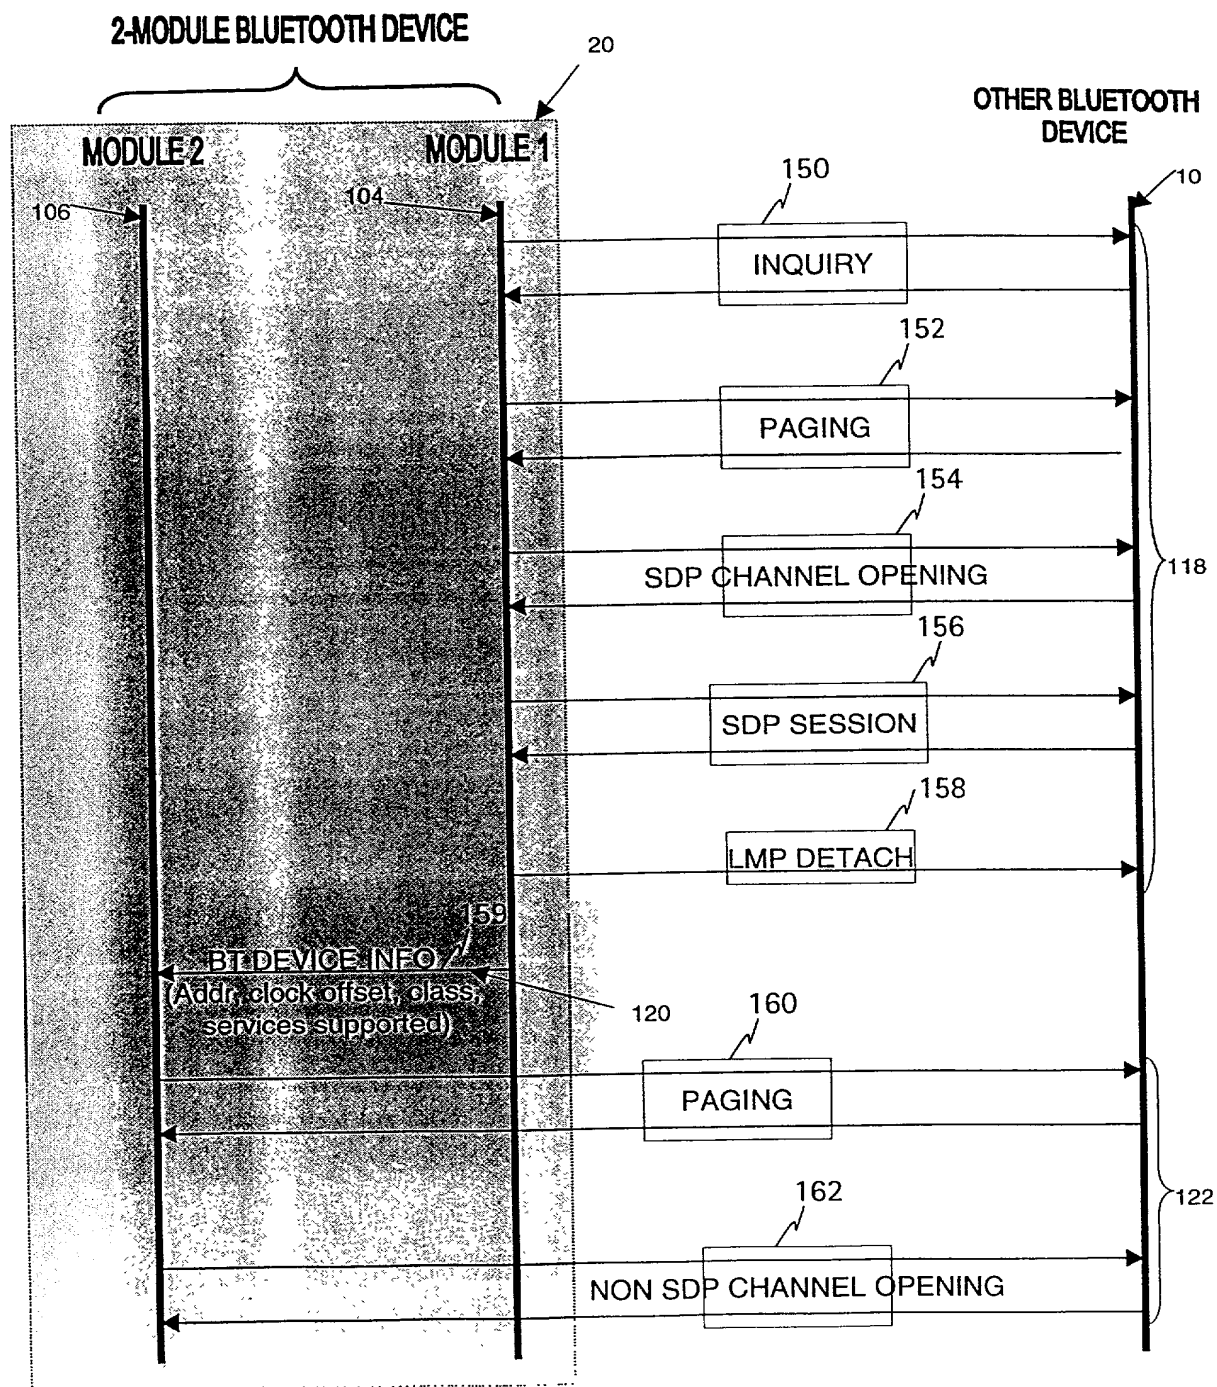 2-MODULE BLUETOOTH DEVICE
20
OTHER BLUETOOTH
DEVICE
MODULE 2
MODULE 1
150
10
106
104
INQUIRY
152
PAGING
154
118
SDP CHANNEL OPENING
156
SDP SESSION
158
LMP DETACH
159
BT DEVICE INFO
(Addr, clock offset, class,
services supported)
120
160
PAGING
162
122
NON SDP CHANNEL OPENING